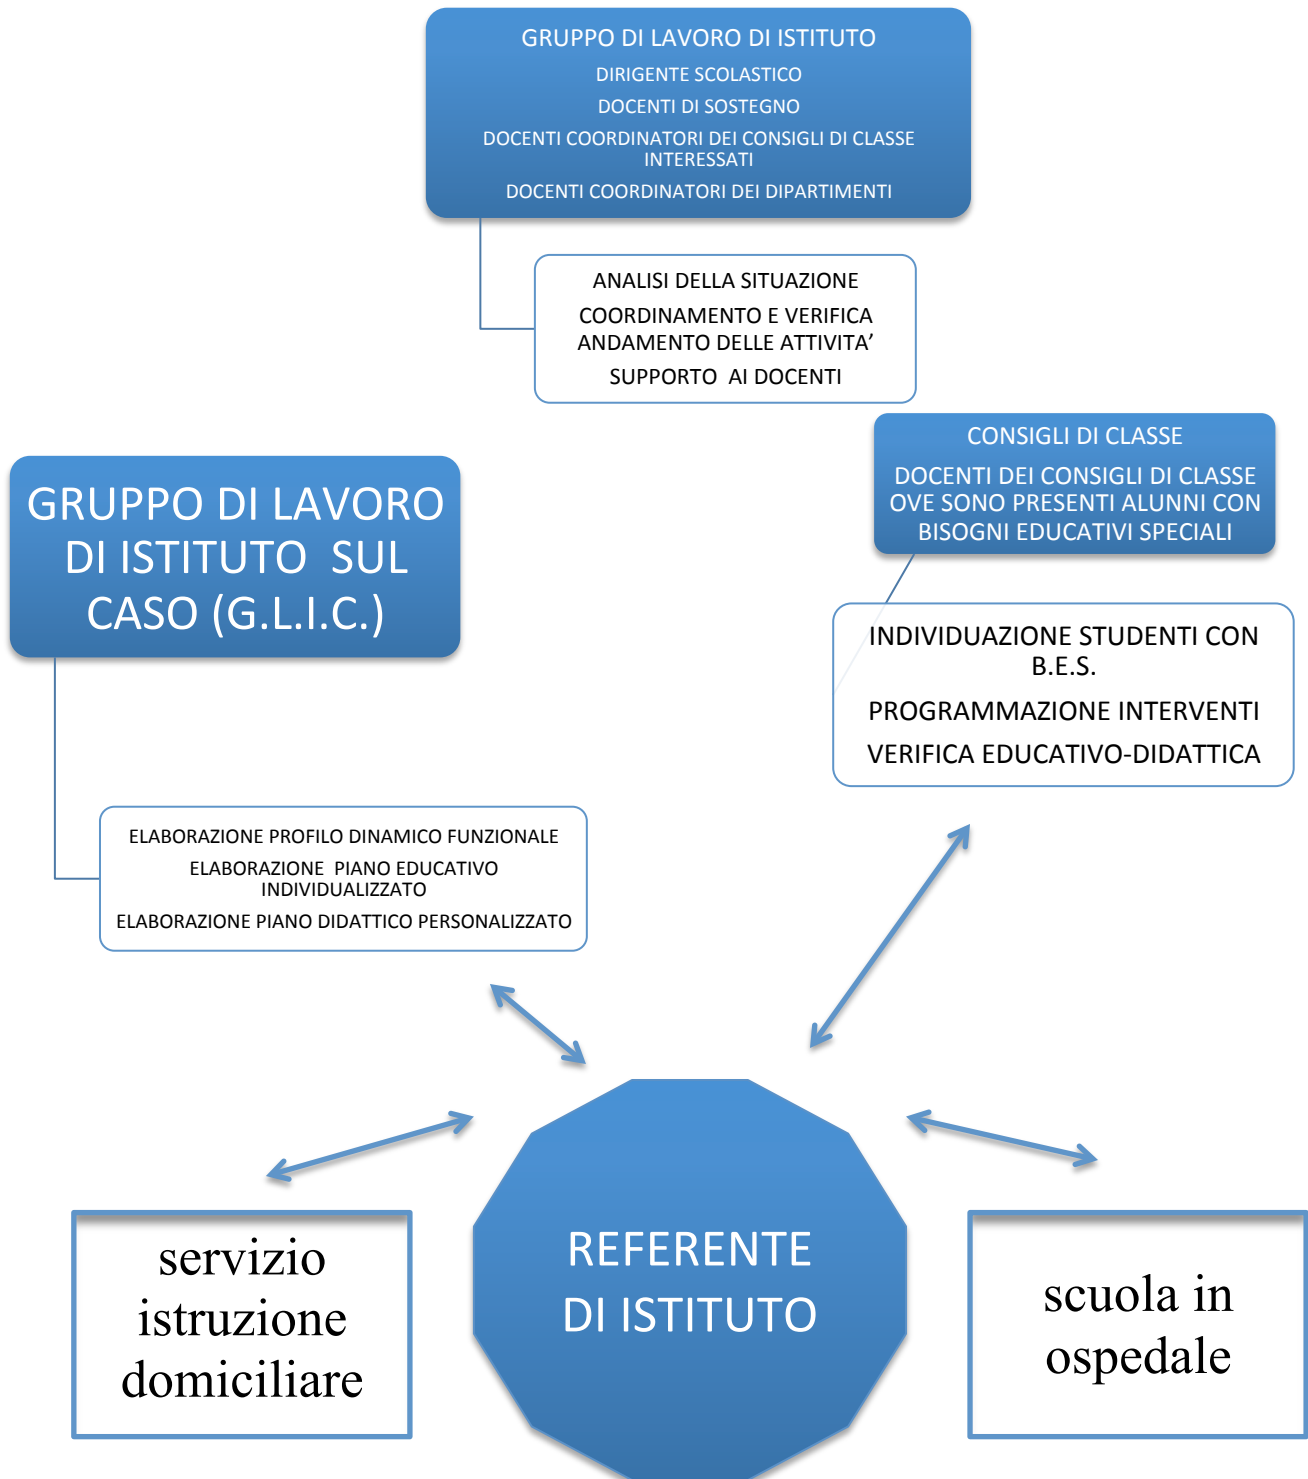 GRUPPO DI LAVORO DI ISTITUTO
DIRIGENTE SCOLASTICO
DOCENTI DI SOSTEGNO
DOCENTI COORDINATORI DEI CONSIGLI DI CLASSE
INTERESSATI
DOCENTI COORDINATORI DEI DIPARTIMENTI
ANALISI DELLA SITUAZIONE
COORDINAMENTO E VERIFICA
ANDAMENTO DELLE ATTIVITA’
SUPPORTO AI DOCENTI
CONSIGLI DI CLASSE
DOCENTI DEI CONSIGLI DI CLASSE
OVE SONO PRESENTI ALUNNI CON
BISOGNI EDUCATIVI SPECIALI
GRUPPO DI LAVORO
DI ISTITUTO SUL
CASO (G.L.I.C.)
INDIVIDUAZIONE STUDENTI CON
B.E.S.
PROGRAMMAZIONE INTERVENTI
VERIFICA EDUCATIVO-DIDATTICA
ELABORAZIONE PROFILO DINAMICO FUNZIONALE
ELABORAZIONE PIANO EDUCATIVO
INDIVIDUALIZZATO
ELABORAZIONE PIANO DIDATTICO PERSONALIZZATO
servizio
istruzione
domiciliare
REFERENTE
DI ISTITUTO
scuola in
ospedale